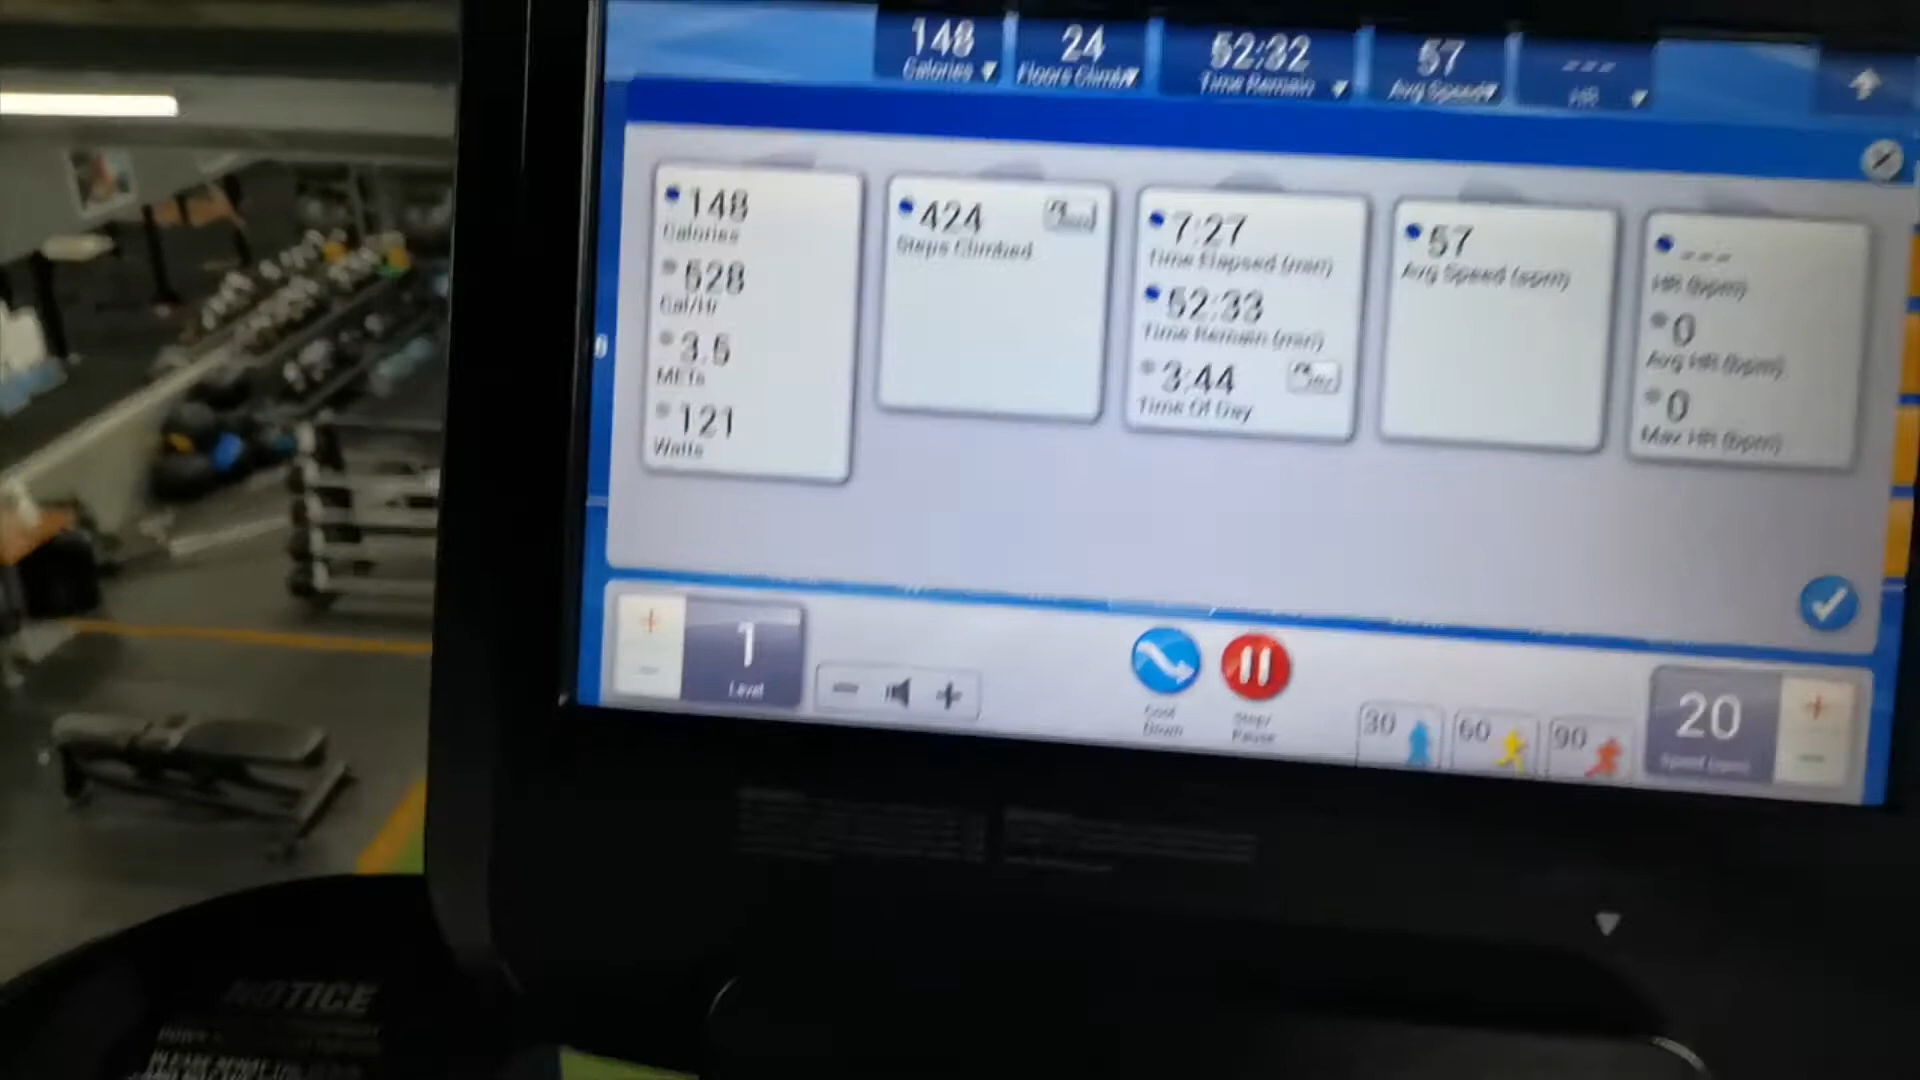 148
Calories
24
Floors Climb
52:32
Time Remain
57
Avg Speed
---
HR
148
Calories
528
Cal/Hr
3.5
METs
121
Watts
424
Steps Climbed
7:27
Time Elapsed (min)
52:33
Time Remain (min)
3:44
Time Of Day
57
Avg Speed (spm)
---
HR (bpm)
0
Avg HR (bpm)
0
Max HR (bpm)
1
Level
Cool
Down
Stop/
Pause
30
60
90
20
Speed (spm)
NOTICE